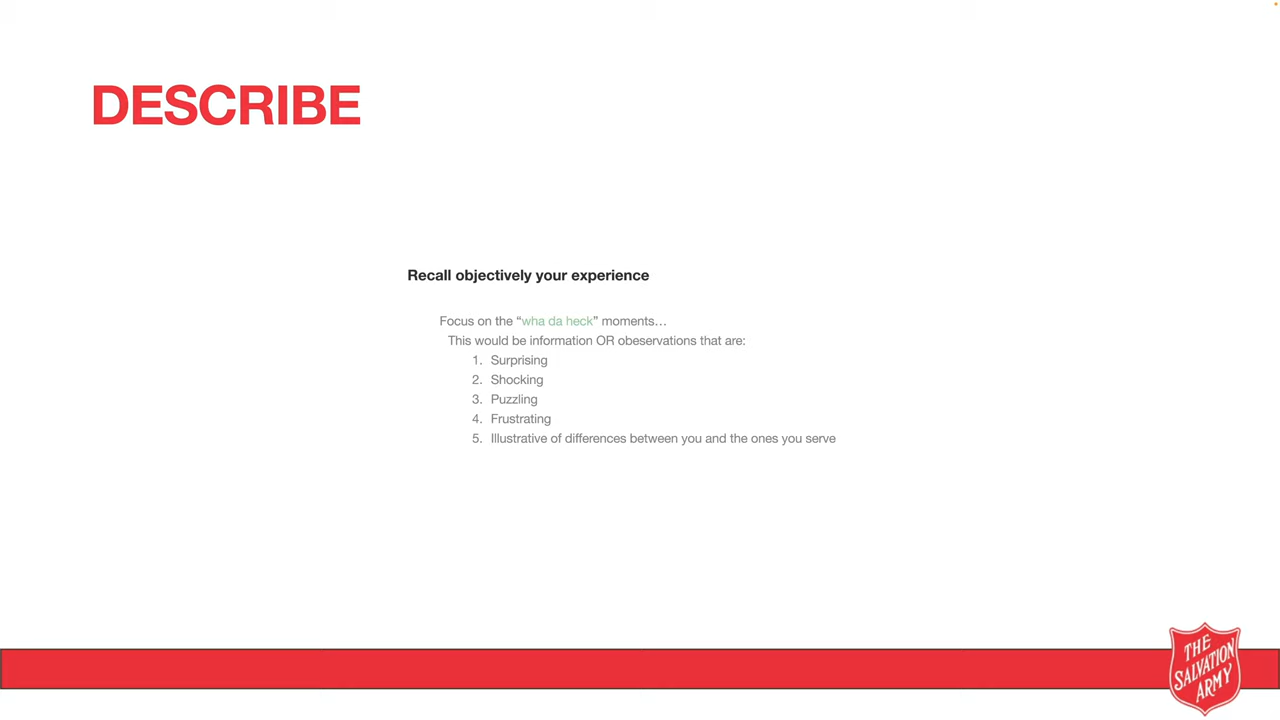 DESCRIBE
Recall objectively your experience
Focus on the “wha da heck” moments…
This would be information OR obeservations that are:
1. Surprising
2. Shocking
3. Puzzling
4. Frustrating
5. Illustrative of differences between you and the ones you serve
THE
SALVATION
ARMY